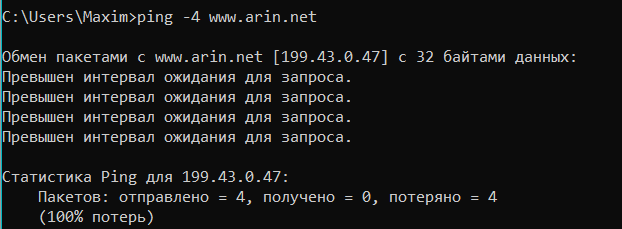 C:\Users\Maxim>ping -4 www.arin.net
Обмен пакетами с www.arin.net [199.43.0.47] с 32 байтами данных:
Превышен интервал ожидания для запроса.
Превышен интервал ожидания для запроса.
Превышен интервал ожидания для запроса.
Превышен интервал ожидания для запроса.
Статистика Ping для 199.43.0.47:
Пакетов: отправлено = 4, получено = 0, потеряно = 4
(100% потерь)